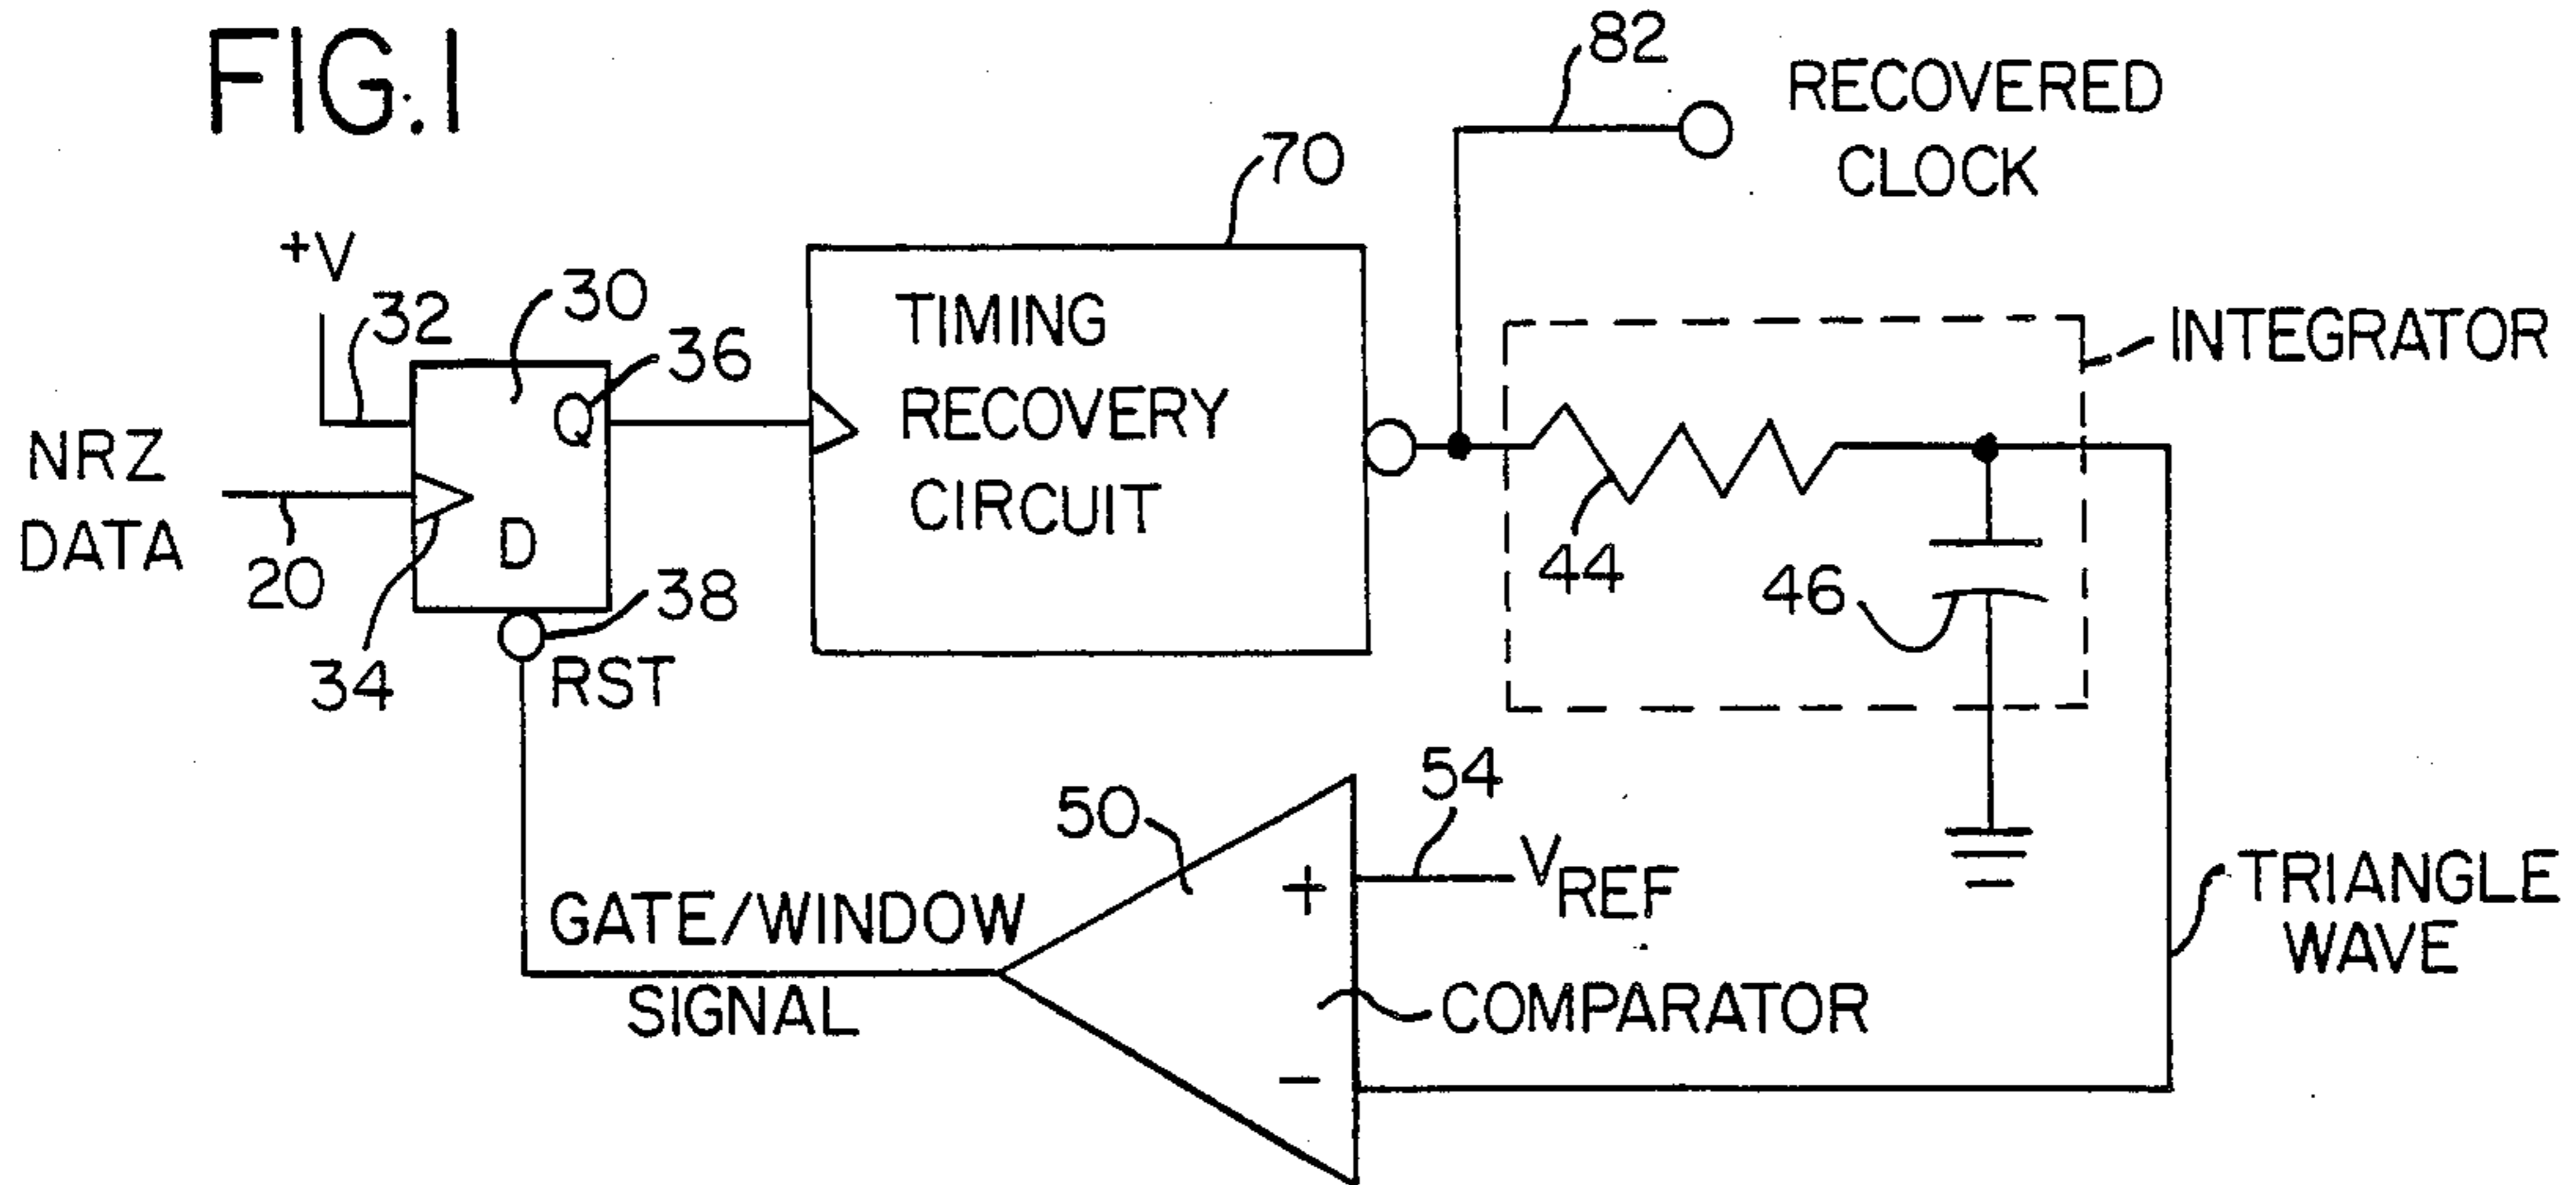 FIG.1
82
RECOVERED
CLOCK
70
+V
32
30
36
Q
NRZ
DATA
20
34
D
38
RST
TIMING
RECOVERY
CIRCUIT
INTEGRATOR
44
46
50
54
+
VREF
GATE/WINDOW
SIGNAL
COMPARATOR
-
TRIANGLE
WAVE